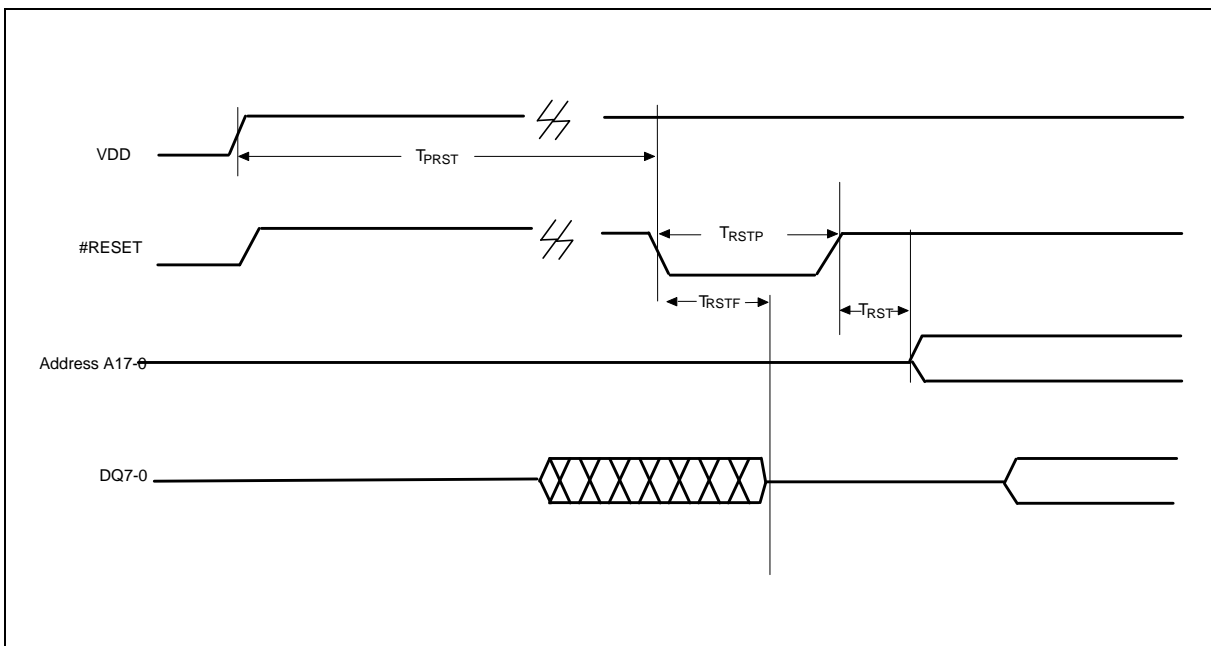 VDD
TPRST
#RESET
TRSTP
TRSTF
TRST
Address A17-0
DQ7-0